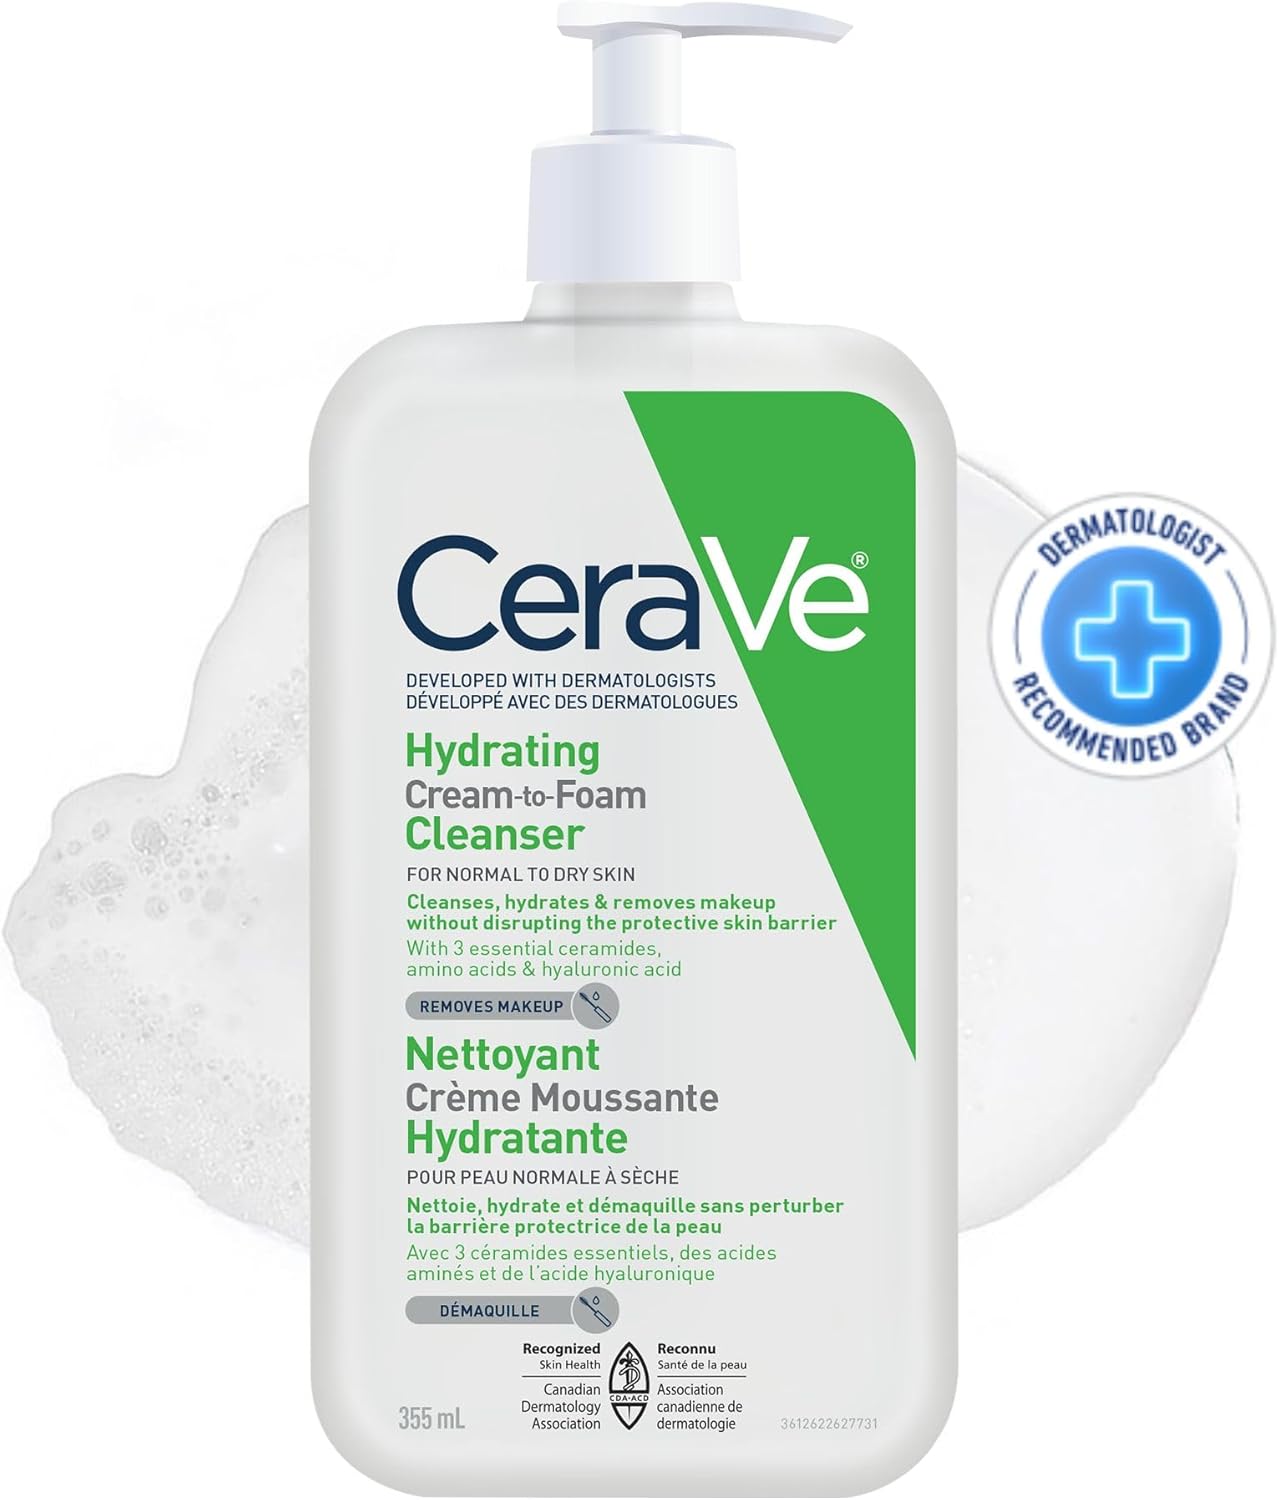 CeraVe®
DEVELOPED WITH DERMATOLOGISTS
DÉVELOPPÉ AVEC DES DERMATOLOGUES
Hydrating
Cream-to-Foam
Cleanser
FOR NORMAL TO DRY SKIN
Cleanses, hydrates & removes makeup
without disrupting the protective skin barrier
With 3 essential ceramides,
amino acids & hyaluronic acid
REMOVES MAKEUP
Nettoyant
Crème Moussante
Hydratante
POUR PEAU NORMALE À SÈCHE
Nettoie, hydrate et démaquille sans perturber
la barrière protectrice de la peau
Avec 3 céramides essentiels, des acides
aminés et de l'acide hyaluronique
DÉMAQUILLE
Recognized
Skin Health
Canadian
Dermatology
Association
CDA-ACD
Reconnu
Santé de la peau
Association
canadienne de
dermatologie
355 mL
3612622627731
DERMATOLOGIST
RECOMMENDED BRAND